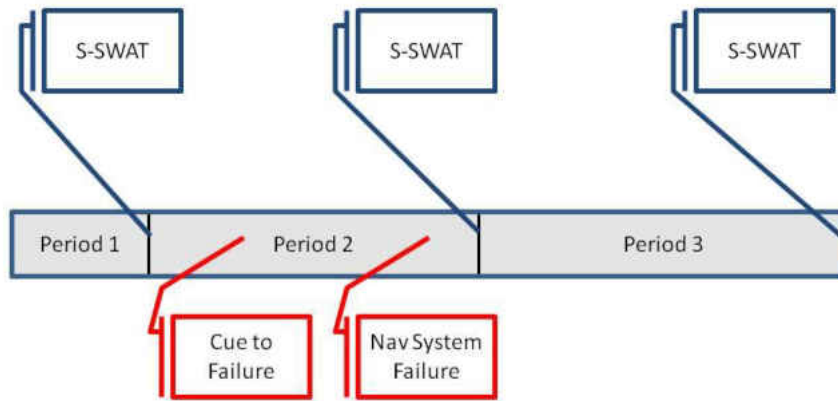 S-SWAT
S-SWAT
S-SWAT
Period 1
Period 2
Period 3
Cue to
Failure
Nav System
Failure